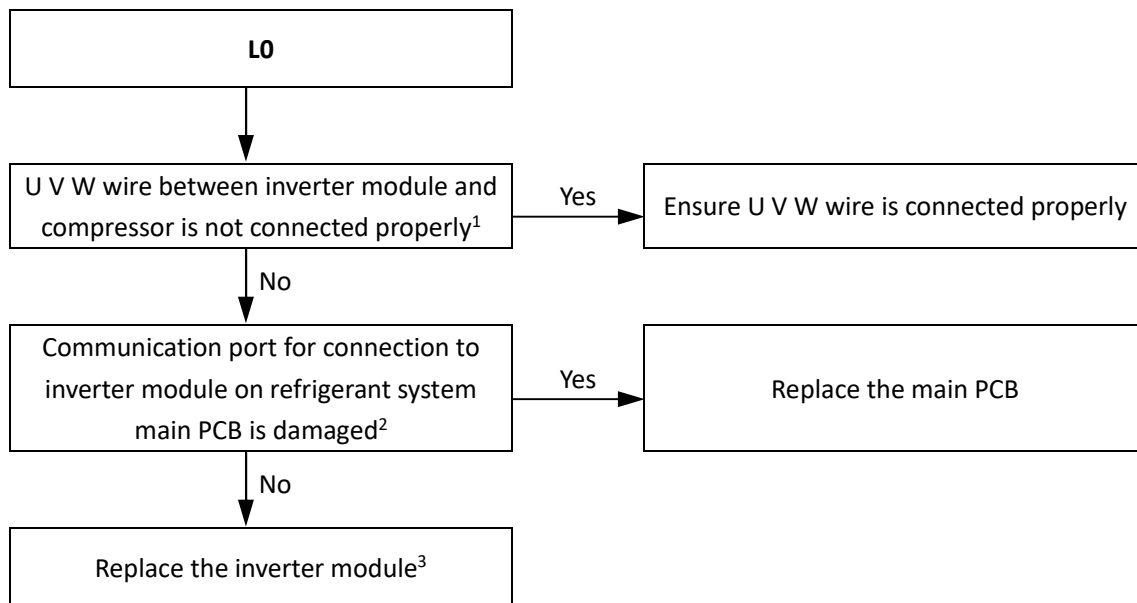 L0
U V W wire between inverter module and
compressor is not connected properly¹
Yes
Ensure U V W wire is connected properly
No
Communication port for connection to
inverter module on refrigerant system
main PCB is damaged²
Yes
Replace the main PCB
No
Replace the inverter module³